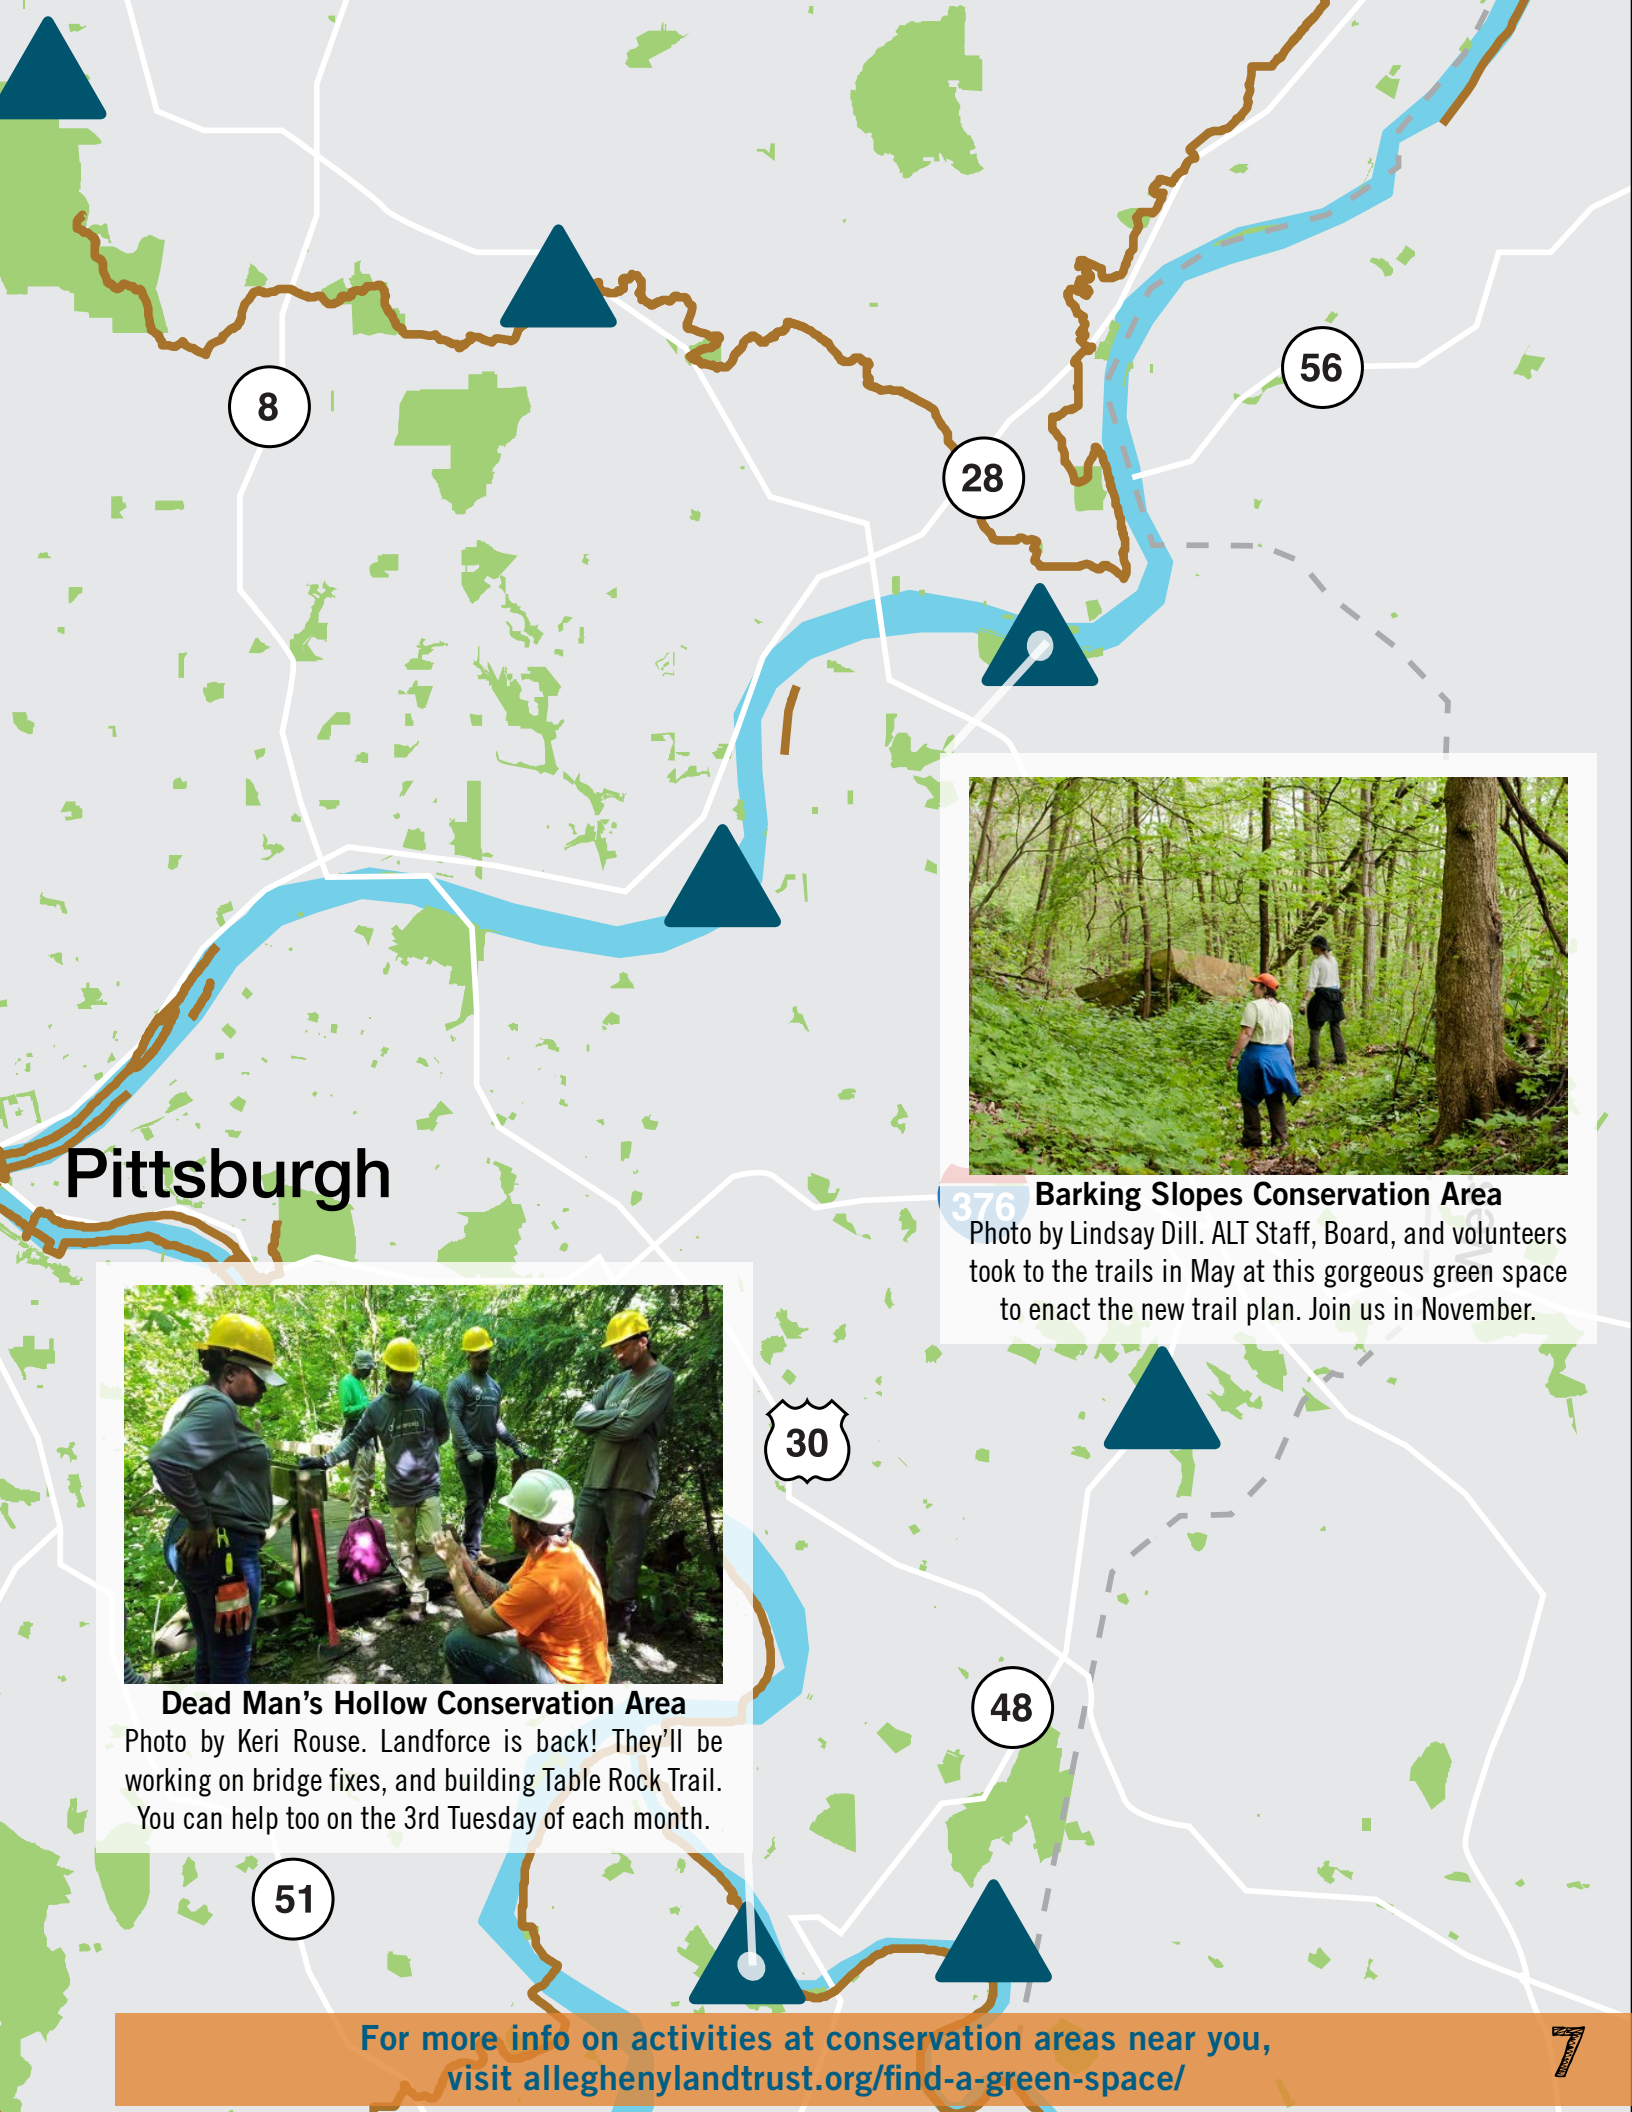 8
56
28
Pittsburgh
376
Barking Slopes Conservation Area
Photo by Lindsay Dill. ALT Staff, Board, and volunteers
took to the trails in May at this gorgeous green space
to enact the new trail plan. Join us in November.
30
Dead Man's Hollow Conservation Area
Photo by Keri Rouse. Landforce is back! They'll be
working on bridge fixes, and building Table Rock Trail.
You can help too on the 3rd Tuesday of each month.
48
51
For more info on activities at conservation areas near you,
visit alleghenylandtrust.org/find-a-green-space/
7